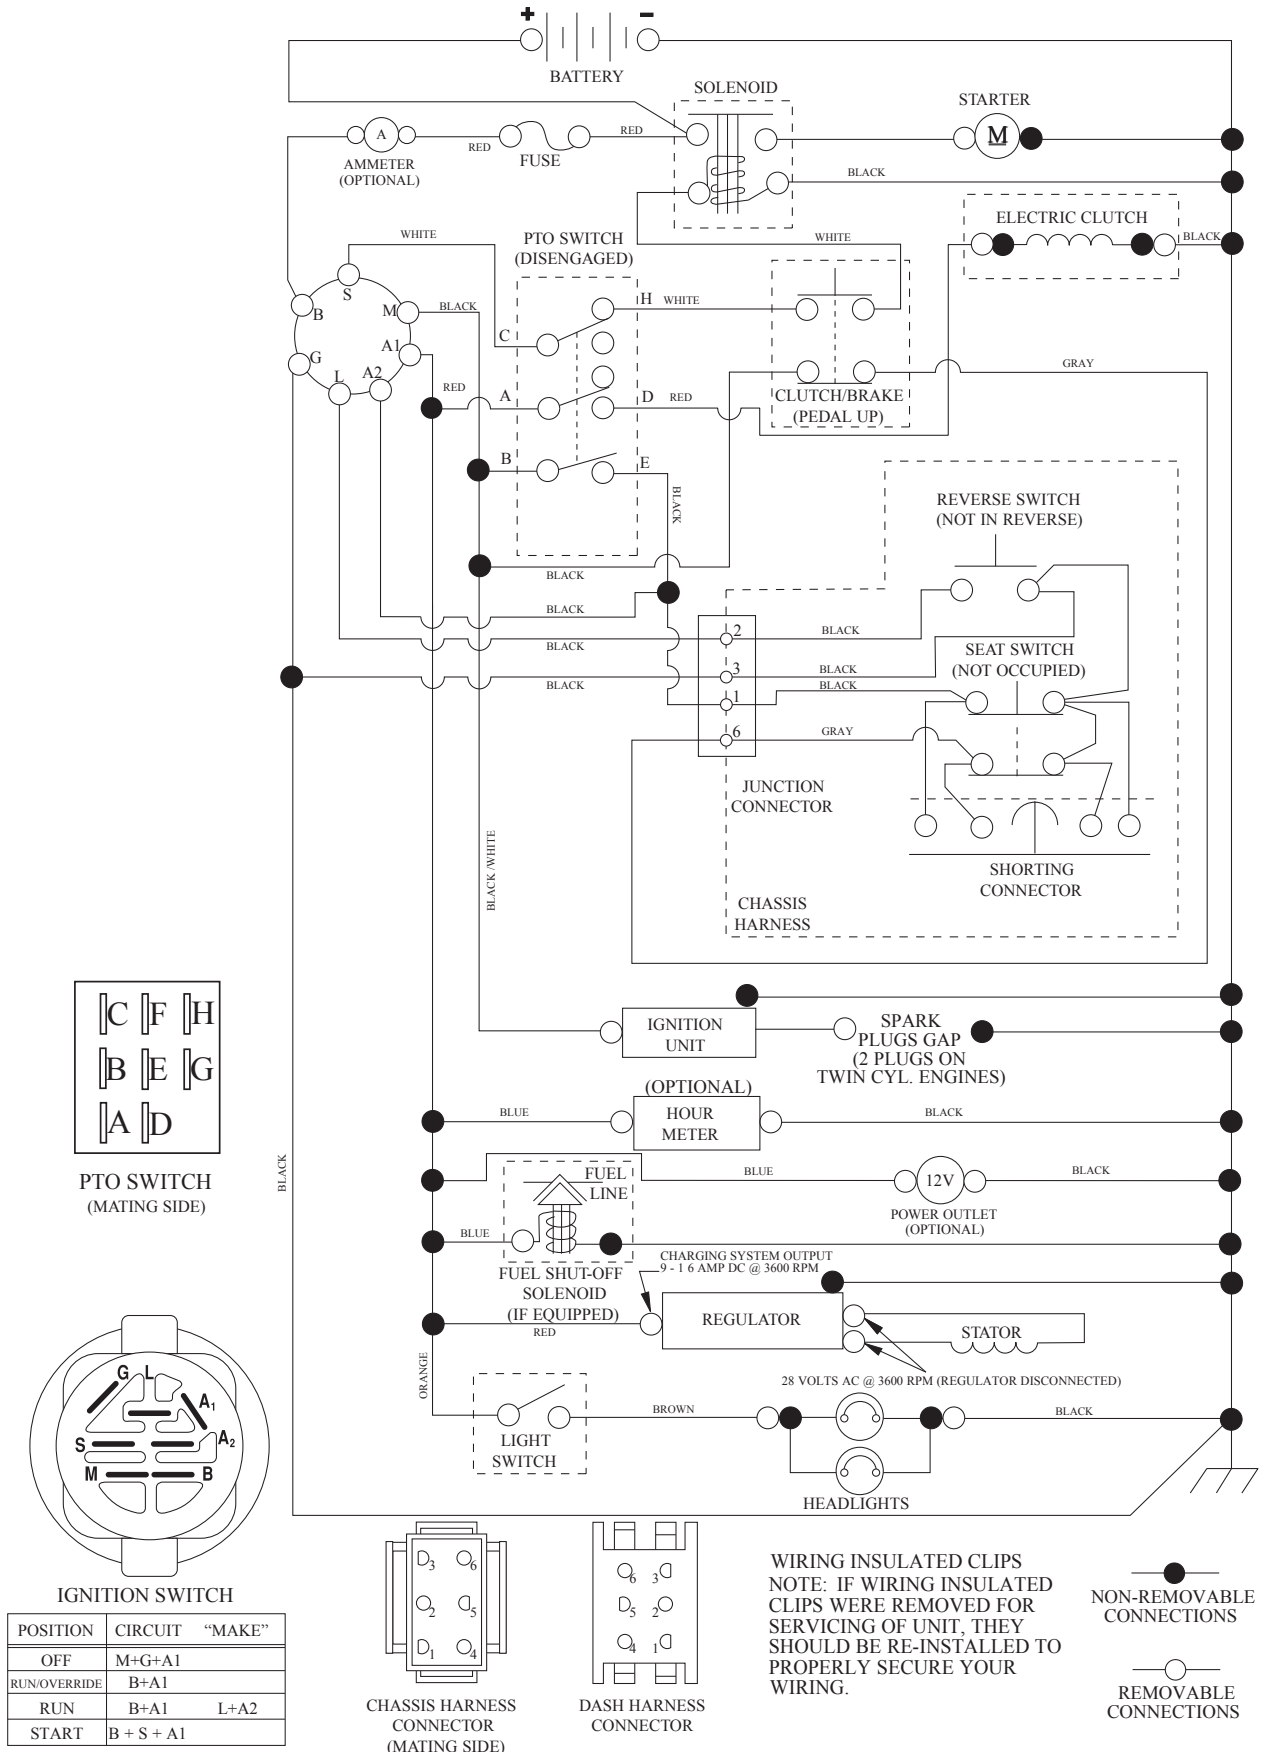 + −
BATTERY
SOLENOID
STARTER
A
RED
FUSE
RED
M
AMMETER
(OPTIONAL)
BLACK
ELECTRIC CLUTCH
WHITE
PTO SWITCH
(DISENGAGED)
WHITE
BLACK
S
B
M
BLACK
H WHITE
C
G
A1
L
A2
RED
A
D RED
CLUTCH/BRAKE
(PEDAL UP)
GRAY
B
E
BLACK
REVERSE SWITCH
(NOT IN REVERSE)
BLACK
BLACK
BLACK
2
BLACK
SEAT SWITCH
(NOT OCCUPIED)
3
BLACK
BLACK
1
BLACK
6
GRAY
JUNCTION
CONNECTOR
BLACK /WHITE
SHORTING
CONNECTOR
CHASSIS
HARNESS
C F H
B E G
A D
PTO SWITCH
(MATING SIDE)
IGNITION
UNIT
SPARK
PLUGS GAP
(2 PLUGS ON
TWIN CYL. ENGINES)
(OPTIONAL)
BLUE
HOUR
METER
BLACK
BLACK
FUEL
LINE
BLUE
12V
BLACK
POWER OUTLET
(OPTIONAL)
BLUE
FUEL SHUT-OFF
SOLENOID
(IF EQUIPPED)
CHARGING SYSTEM OUTPUT
9 - 1 6 AMP DC @ 3600 RPM
RED
REGULATOR
STATOR
28 VOLTS AC @ 3600 RPM (REGULATOR DISCONNECTED)
ORANGE
BROWN
BLACK
LIGHT
SWITCH
HEADLIGHTS
G L
A1
S
A2
M B
IGNITION SWITCH
POSITION CIRCUIT “MAKE”
OFF M+G+A1
RUN/OVERRIDE B+A1
RUN B+A1 L+A2
START B + S + A1
3 6
2 5
1 4
CHASSIS HARNESS
CONNECTOR
(MATING SIDE)
6 3
5 2
4 1
DASH HARNESS
CONNECTOR
WIRING INSULATED CLIPS
NOTE: IF WIRING INSULATED
CLIPS WERE REMOVED FOR
SERVICING OF UNIT, THEY
SHOULD BE RE-INSTALLED TO
PROPERLY SECURE YOUR
WIRING.
NON-REMOVABLE
CONNECTIONS
REMOVABLE
CONNECTIONS